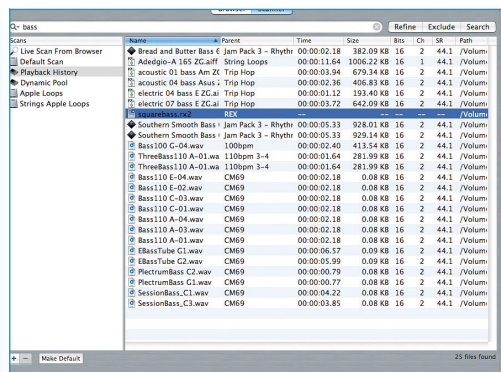 Browser Scanner
bass Refine Exclude Search
Scans Name Parent Time Size Bits Ch SR Path
Live Scan From Browser
Default Scan
Playback History
Dynamic Pool
Apple Loops
Strings Apple Loops
Bread and Butter Bass 6 Jam Pack 3 – Rhythr 00:00:02.18 382.09 KB 16 2 44.1 /Volum
Adedgio-A 165 ZG.aiff String Loops 00:00:11.64 1006.22 KB 16 1 44.1 /Volum
acoustic 01 bass Am ZG Trip Hop 00:00:03.94 679.34 KB 16 2 44.1 /Volum
acoustic 04 bass Asus Trip Hop 00:00:02.36 406.83 KB 16 2 44.1 /Volum
electric 04 bass E ZG.ai Trip Hop 00:00:01.12 193.40 KB 16 2 44.1 /Volum
electric 07 bass E ZG.ai Trip Hop 00:00:03.72 642.09 KB 16 2 44.1 /Volum
squarebass.rx2 REX -- -- -- -- -- /Volum
Southern Smooth Bass Jam Pack 3 – Rhythr 00:00:05.33 928.01 KB 16 2 44.1 /Volum
Southern Smooth Bass Jam Pack 3 – Rhythr 00:00:05.33 929.14 KB 16 2 44.1 /Volum
Bass100 G-04.wav 100bpm 00:00:02.40 413.54 KB 16 2 44.1 /Volum
ThreeBass110 A-01.wa 110bpm 3-4 00:00:01.64 281.99 KB 16 2 44.1 /Volum
ThreeBass110 A-01.wa 110bpm 3-4 00:00:01.64 281.99 KB 16 2 44.1 /Volum
Bass110 E-04.wav CM69 00:00:02.18 0.08 KB 16 2 44.1 /Volum
Bass110 E-02.wav CM69 00:00:02.18 0.08 KB 16 2 44.1 /Volum
Bass110 C-03.wav CM69 00:00:02.18 0.08 KB 16 2 44.1 /Volum
Bass110 C-01.wav CM69 00:00:02.18 0.08 KB 16 2 44.1 /Volum
Bass110 A-04.wav CM69 00:00:02.18 0.08 KB 16 2 44.1 /Volum
Bass110 A-03.wav CM69 00:00:02.18 0.08 KB 16 2 44.1 /Volum
Bass110 A-01.wav CM69 00:00:02.18 0.08 KB 16 2 44.1 /Volum
EBassTube G1.wav CM69 00:00:06.57 0.09 KB 16 2 44.1 /Volum
EBassTube G2.wav CM69 00:00:05.99 0.09 KB 16 2 44.1 /Volum
PlectrumBass C2.wav CM69 00:00:00.79 0.08 KB 16 2 44.1 /Volum
PlectrumBass G1.wav CM69 00:00:00.77 0.08 KB 16 2 44.1 /Volum
SessionBass_C1.wav CM69 00:00:04.22 0.08 KB 16 2 44.1 /Volum
SessionBass_C3.wav CM69 00:00:03.85 0.08 KB 16 2 44.1 /Volum
Make Default 25 files found